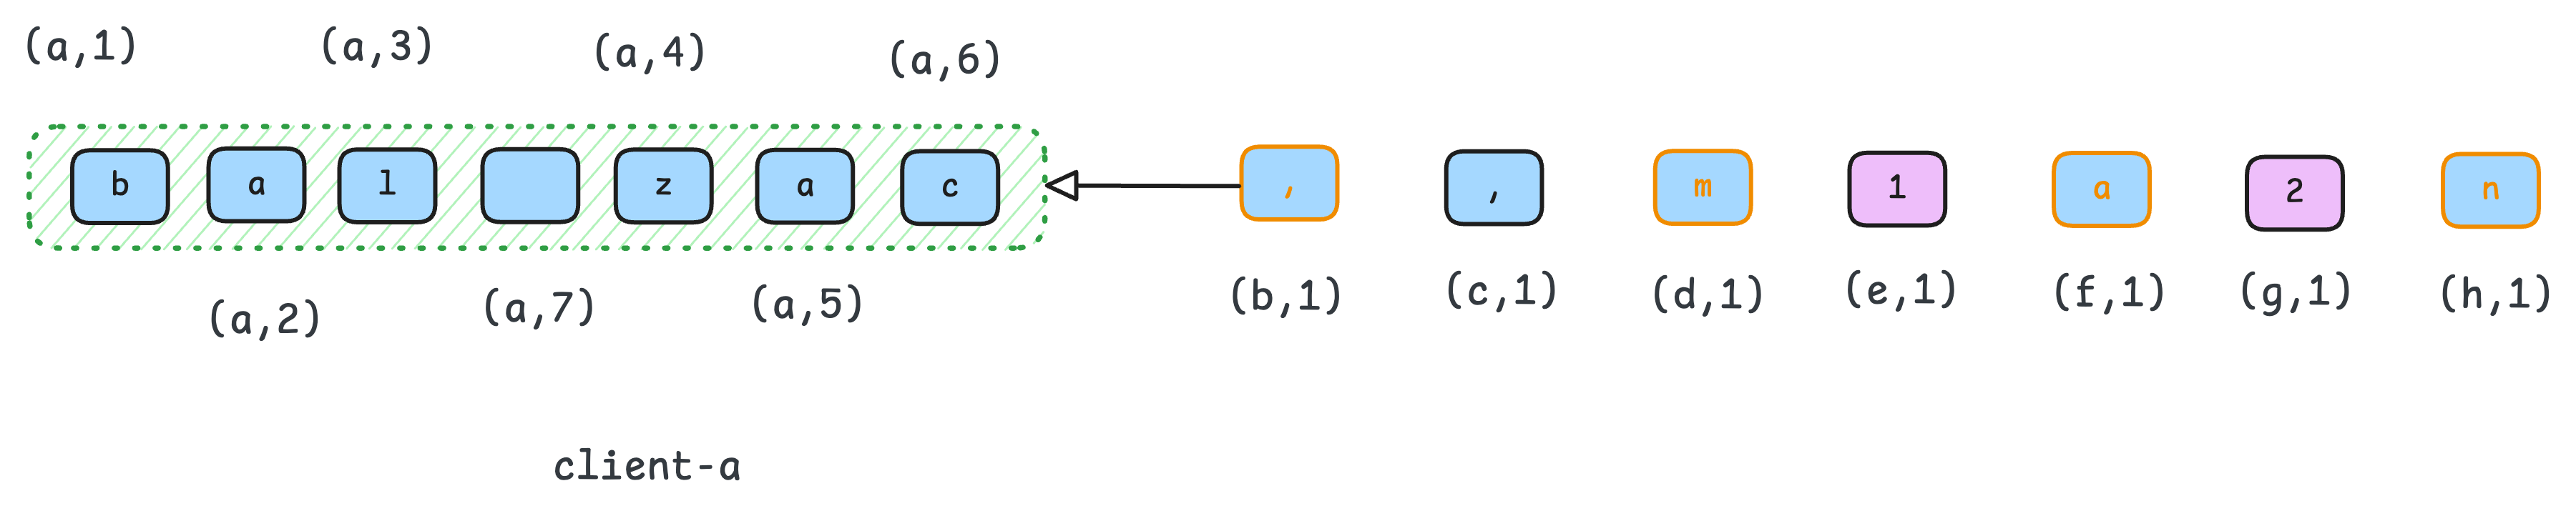 (a,1) (a,3) (a,4) (a,6)
b a l z a c , , m 1 a 2 n
(a,2) (a,7) (a,5) (b,1) (c,1) (d,1) (e,1) (f,1) (g,1) (h,1)
client-a